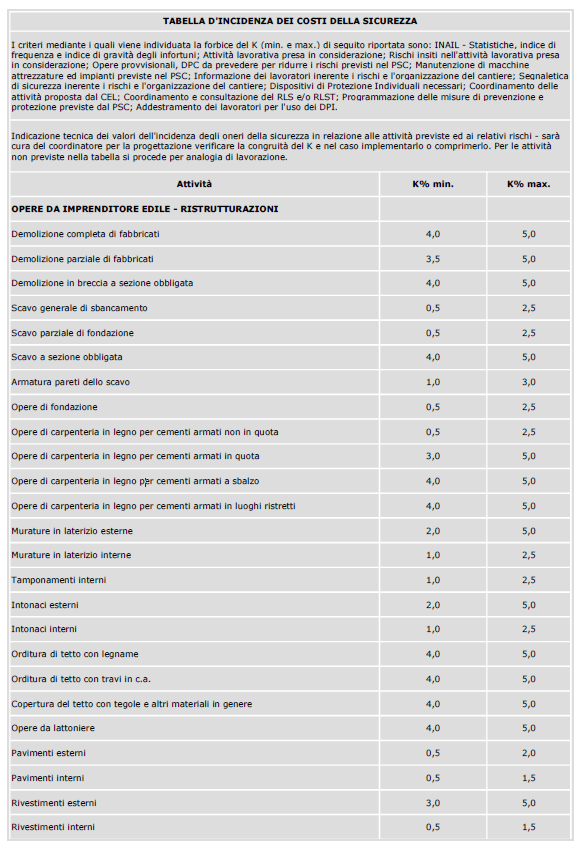 TABELLA D'INCIDENZA DEI COSTI DELLA SICUREZZA
I criteri mediante i quali viene individuata la forbice del K (min. e max.) di seguito riportata sono: INAIL - Statistiche, indice di
frequenza e indice di gravità degli infortuni; Attività lavorativa presa in considerazione; Rischi insiti nell'attività lavorativa presa
in considerazione; Opere provvisionali, DPC da prevedere per ridurre i rischi previsti nel PSC; Manutenzione di macchine
attrezzature ed impianti previste nel PSC; Informazione dei lavoratori inerente i rischi e l'organizzazione del cantiere; Segnaletica
di sicurezza inerente i rischi e l'organizzazione del cantiere; Dispositivi di Protezione Individuali necessari; Coordinamento delle
attività proposta dal CEL; Coordinamento e consultazione del RLS e/o RLST; Programmazione delle misure di prevenzione e
protezione previste dal PSC; Addestramento dei lavoratori per l'uso dei DPI.
Indicazione tecnica dei valori dell'incidenza degli oneri della sicurezza in relazione alle attività previste ed ai relativi rischi - sarà
cura del coordinatore per la progettazione verificare la congruità del K e nel caso implementarlo o comprimerlo. Per le attività
non previste nella tabella si procede per analogia di lavorazione.
Attività K% min. K% max.
OPERE DA IMPRENDITORE EDILE - RISTRUTTURAZIONI
Demolizione completa di fabbricati 4,0 5,0
Demolizione parziale di fabbricati 3,5 5,0
Demolizione in breccia a sezione obbligata 4,0 5,0
Scavo generale di sbancamento 0,5 2,5
Scavo parziale di fondazione 0,5 2,5
Scavo a sezione obbligata 4,0 5,0
Armatura pareti dello scavo 1,0 3,0
Opere di fondazione 0,5 2,5
Opere di carpenteria in legno per cementi armati non in quota 0,5 2,5
Opere di carpenteria in legno per cementi armati in quota 3,0 5,0
Opere di carpenteria in legno per cementi armati a sbalzo 4,0 5,0
Opere di carpenteria in legno per cementi armati in luoghi ristretti 4,0 5,0
Murature in laterizio esterne 2,0 5,0
Murature in laterizio interne 1,0 2,5
Tamponamenti interni 1,0 2,5
Intonaci esterni 2,0 5,0
Intonaci interni 1,0 2,5
Orditura di tetto con legname 4,0 5,0
Orditura di tetto con travi in c.a. 4,0 5,0
Copertura del tetto con tegole e altri materiali in genere 4,0 5,0
Opere da lattoniere 4,0 5,0
Pavimenti esterni 0,5 2,0
Pavimenti interni 0,5 1,5
Rivestimenti esterni 3,0 5,0
Rivestimenti interni 0,5 1,5